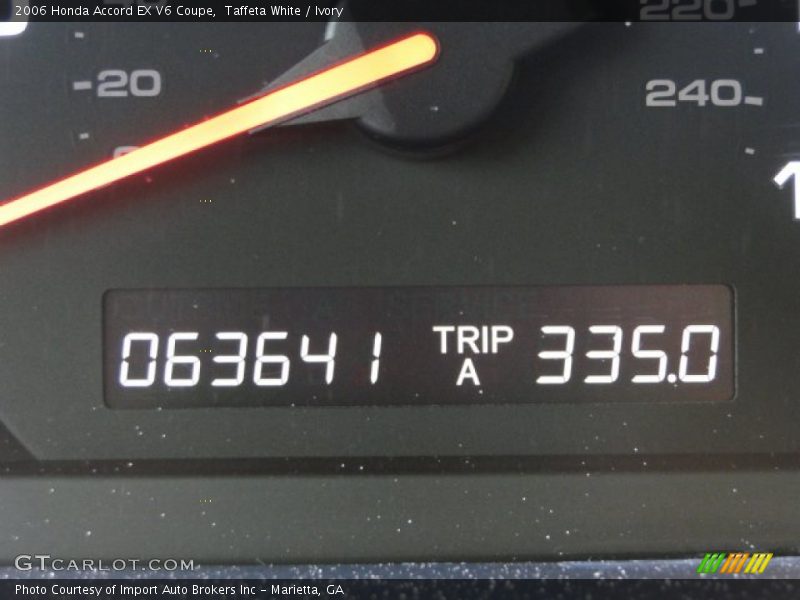 2006 Honda Accord EX V6 Coupe,  Taffeta White / Ivory
220
20
240
1
063641 TRIP A 335.0
GTCARLOT.COM
Photo Courtesy of Import Auto Brokers Inc – Marietta, GA